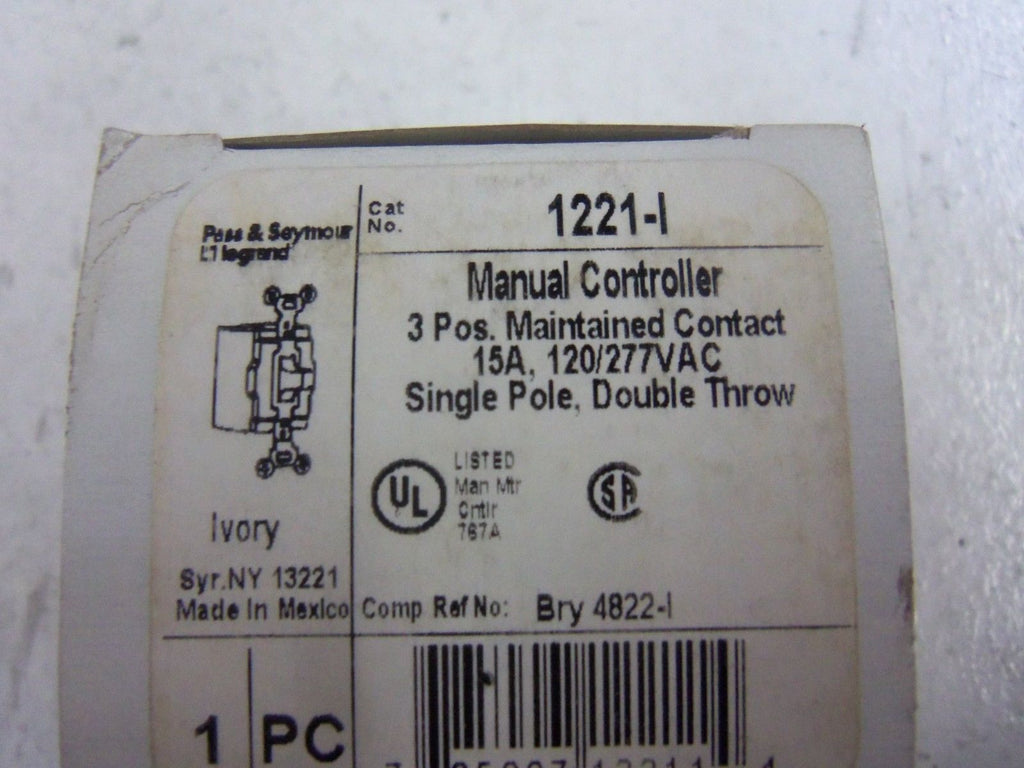 Pass & Seymour
legrand
Cat
No.
1221-I
Manual Controller
3 Pos. Maintained Contact
15A, 120/277VAC
Single Pole, Double Throw
UL
LISTED
Man Mtr
Cntlr
767A
SA
Ivory
Syr.NY 13221
Made In Mexico
Comp Ref No: Bry 4822-I
1 PC